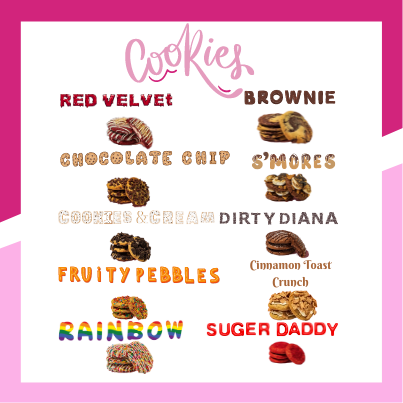 Cookies
RED VELVEt
BROWNIE
CHOCOLATE CHIP
S'MORES
COOKIES & CREAM
DIRTY DIANA
FRUITY PEBBLES
Cinnamon Toast
Crunch
RAINBOW
SUGER DADDY